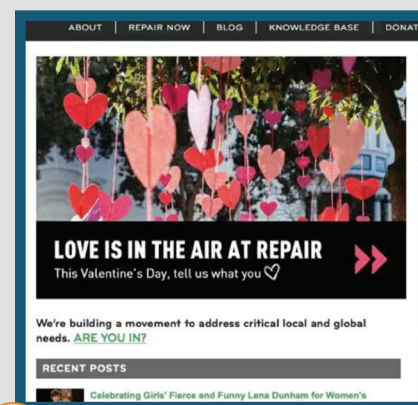 ABOUT | REPAIR NOW | BLOG | KNOWLEDGE BASE | DONAT
LOVE IS IN THE AIR AT REPAIR
This Valentine's Day, tell us what you ♡
We're building a movement to address critical local and global
needs. ARE YOU IN?
RECENT POSTS
Celebrating Girls' Fierce and Funny Lena Dunham for Women's